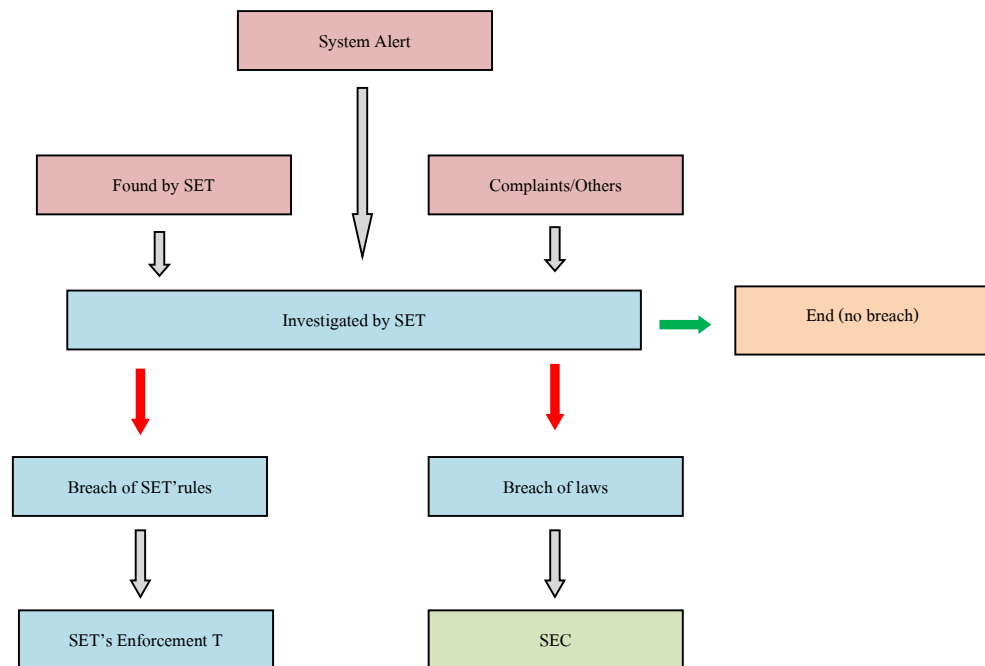 System Alert
Found by SET
Complaints/Others
Investigated by SET
End (no breach)
Breach of SET’rules
Breach of laws
SET’s Enforcement T
SEC